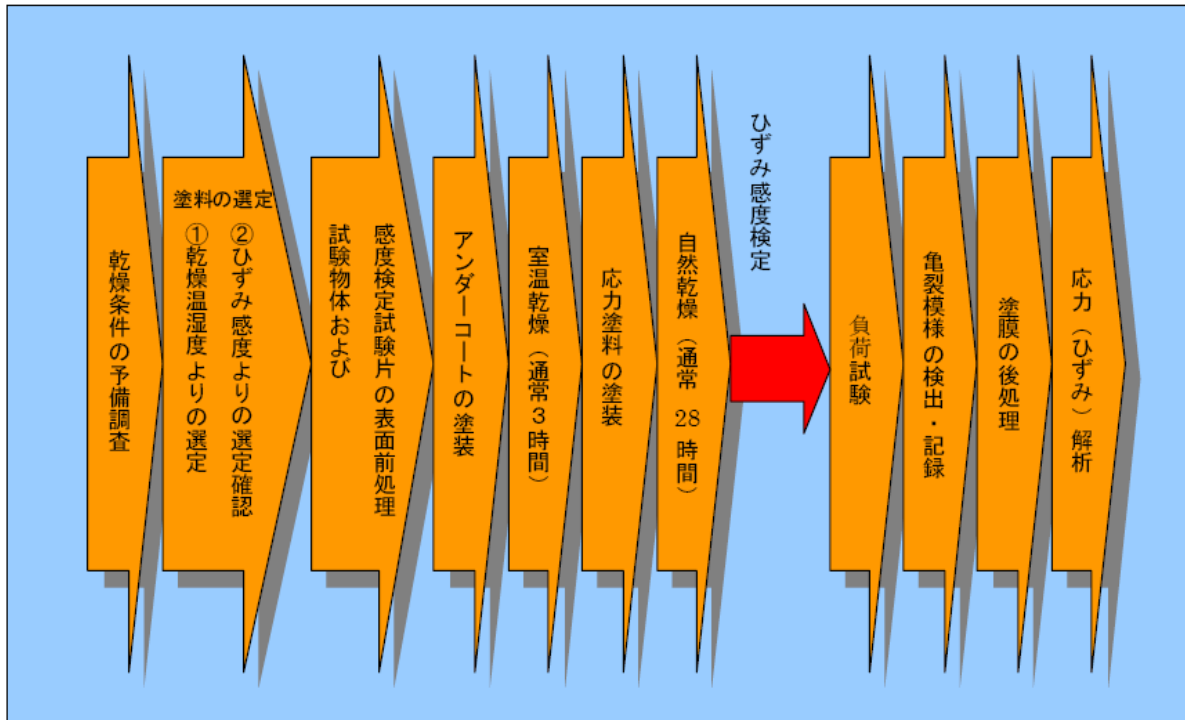 乾燥条件の予備調査
塗料の選定
①乾燥温湿度よりの選定
②ひずみ感度よりの選定確認
試験物体および
感度検定試験片の表面前処理
アンダーコートの塗装
室温乾燥（通常３時間）
応力塗料の塗装
自然乾燥（通常 28 時間）
ひずみ感度検定
負荷試験
亀裂模様の検出・記録
塗膜の後処理
応力（ひずみ）解析